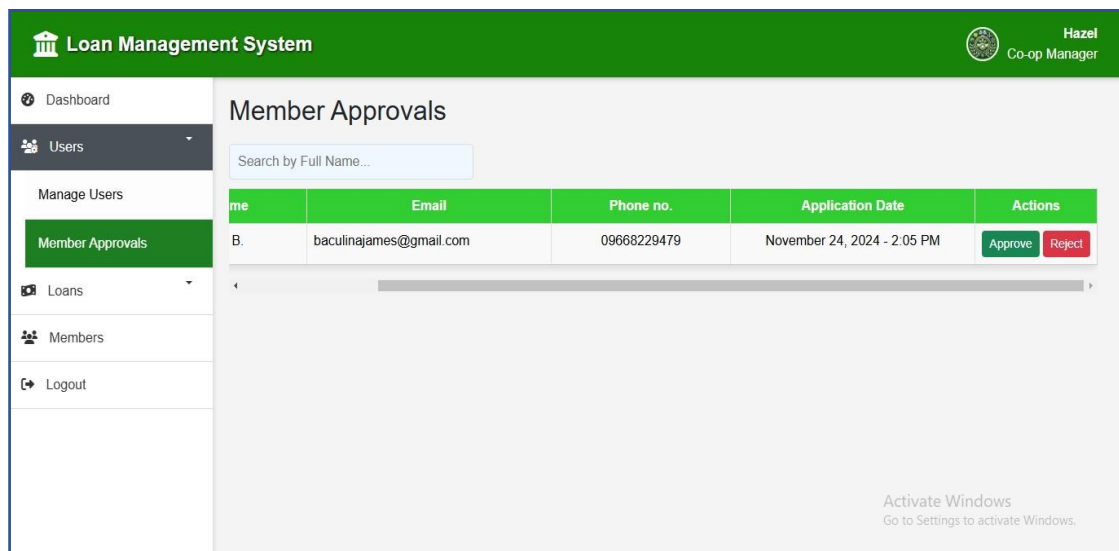 Loan Management System
Hazel
Co-op Manager
Dashboard
Users
Manage Users
Member Approvals
Loans
Members
Logout
Member Approvals
Search by Full Name...
me Email Phone no. Application Date Actions
B. baculinajames@gmail.com 09668229479 November 24, 2024 - 2:05 PM Approve Reject
Activate Windows
Go to Settings to activate Windows.